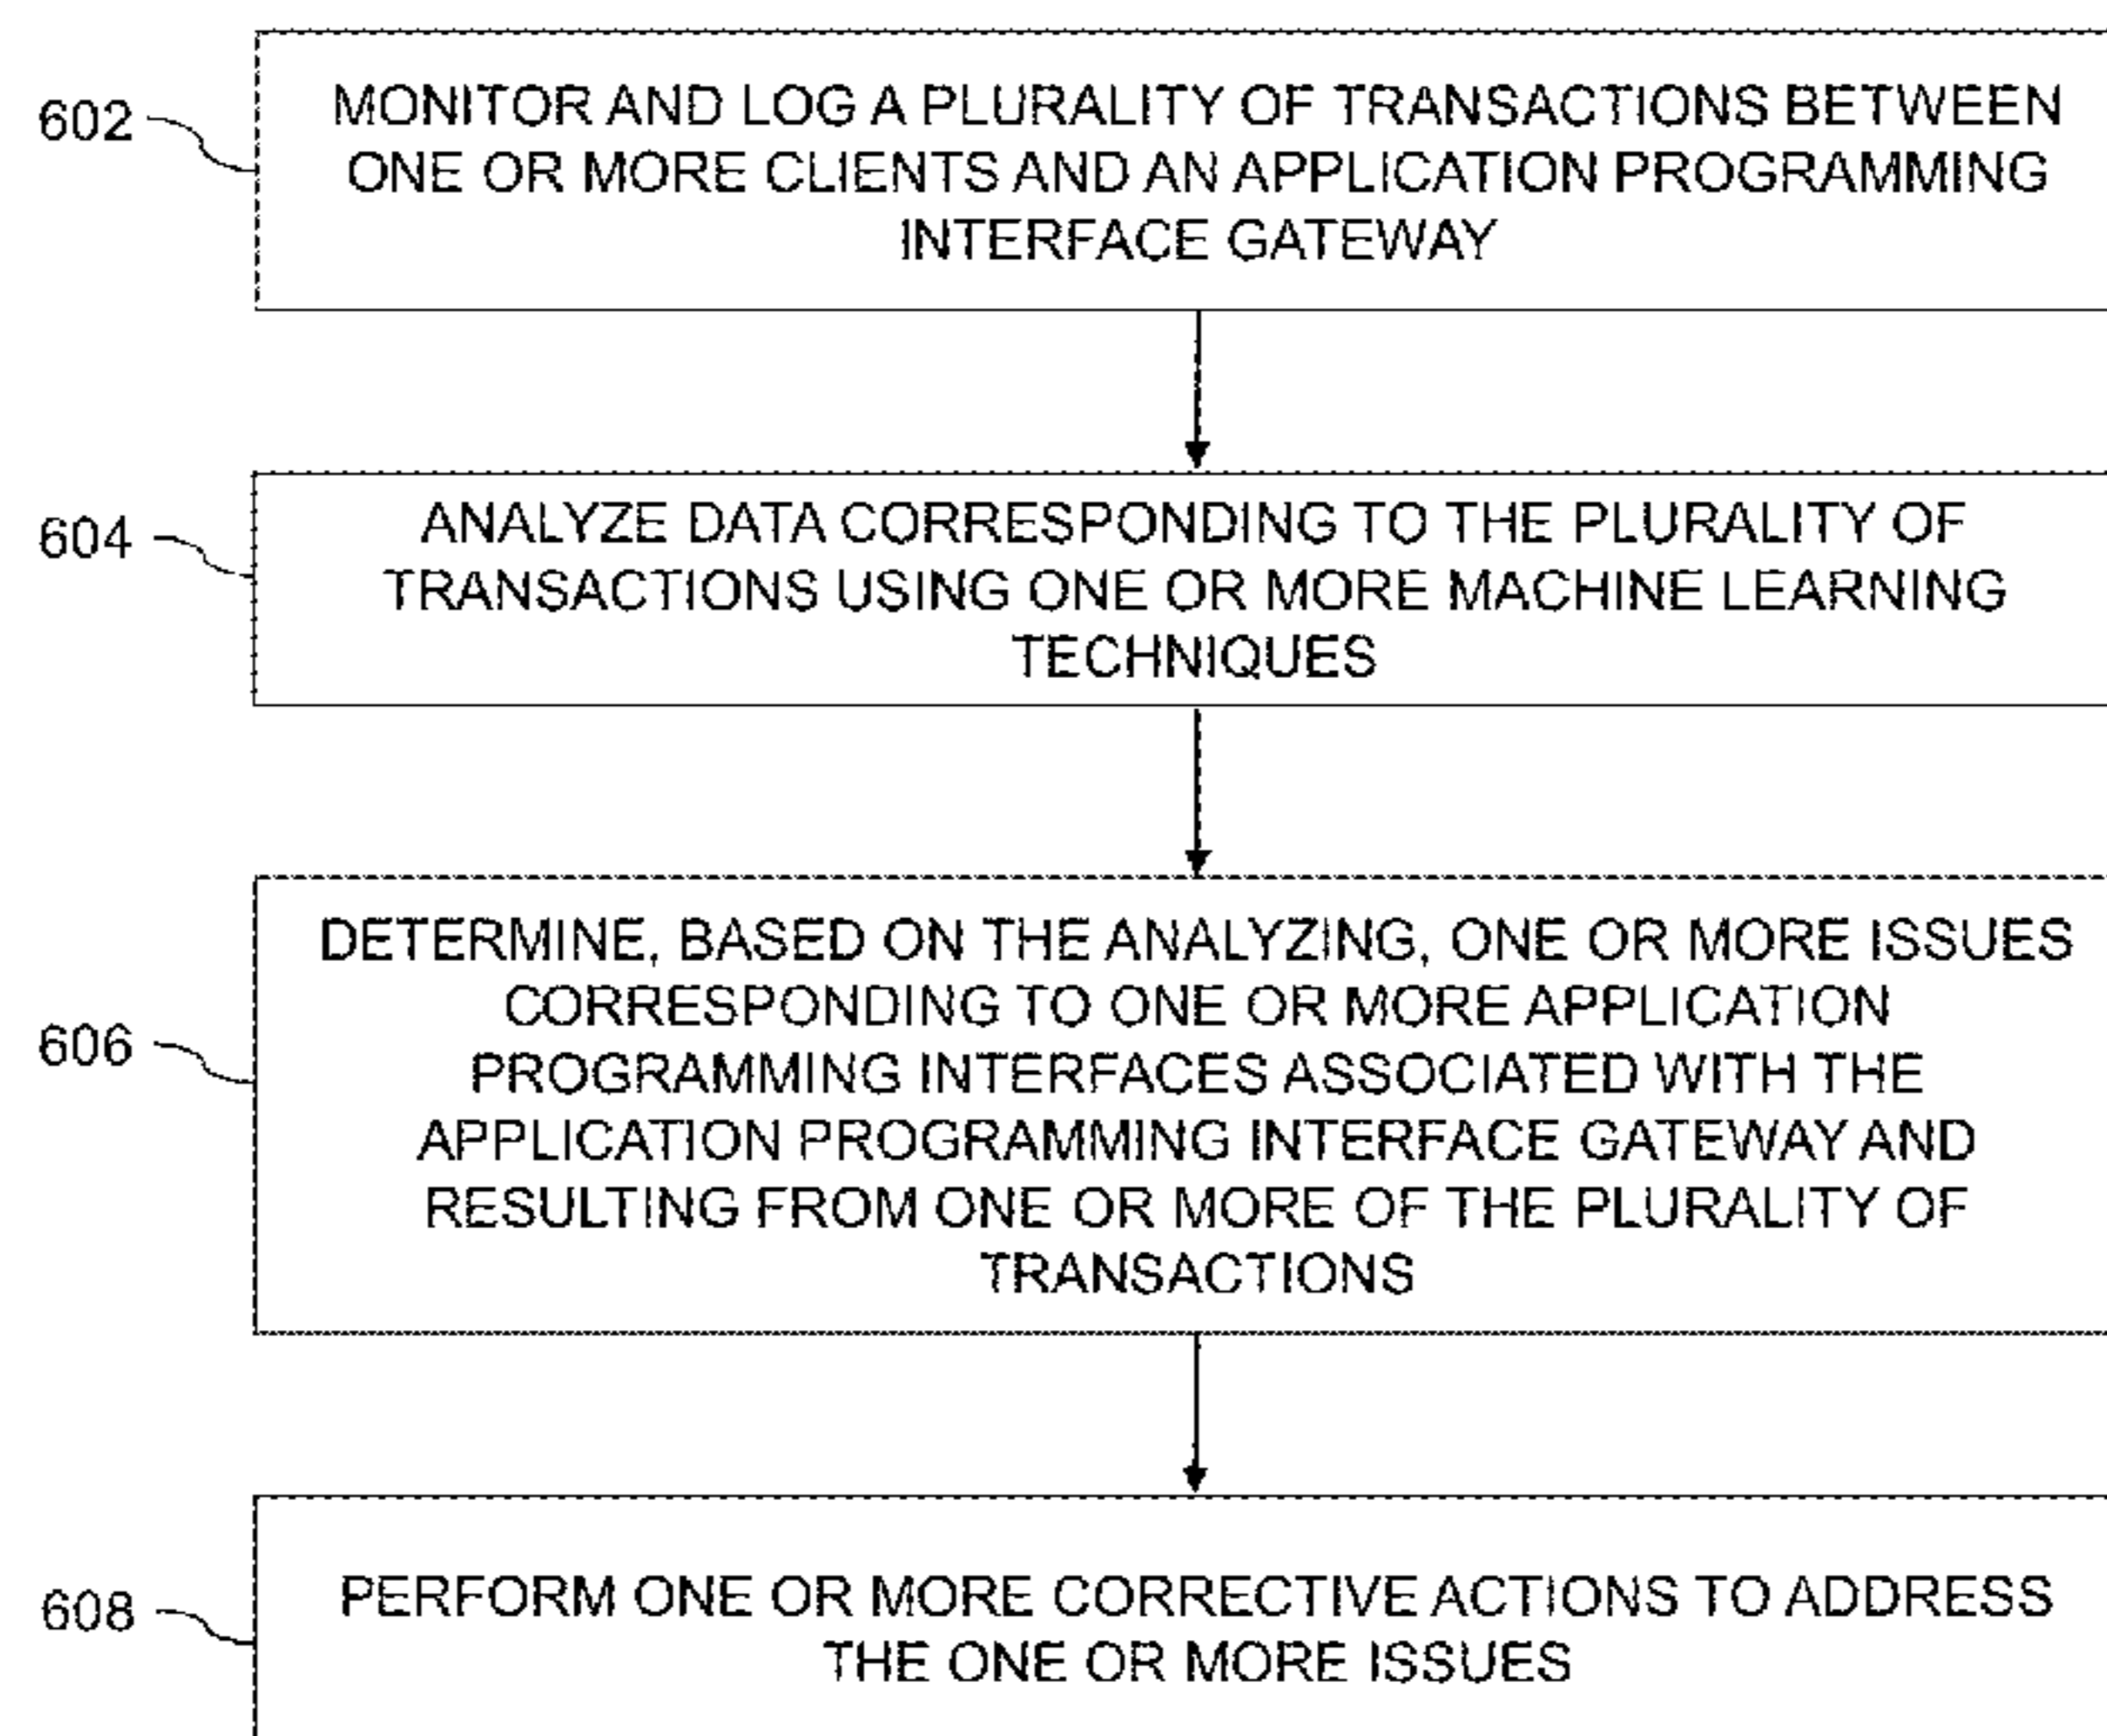 602
MONITOR AND LOG A PLURALITY OF TRANSACTIONS BETWEEN
ONE OR MORE CLIENTS AND AN APPLICATION PROGRAMMING
INTERFACE GATEWAY
604
ANALYZE DATA CORRESPONDING TO THE PLURALITY OF
TRANSACTIONS USING ONE OR MORE MACHINE LEARNING
TECHNIQUES
606
DETERMINE, BASED ON THE ANALYZING, ONE OR MORE ISSUES
CORRESPONDING TO ONE OR MORE APPLICATION
PROGRAMMING INTERFACES ASSOCIATED WITH THE
APPLICATION PROGRAMMING INTERFACE GATEWAY AND
RESULTING FROM ONE OR MORE OF THE PLURALITY OF
TRANSACTIONS
608
PERFORM ONE OR MORE CORRECTIVE ACTIONS TO ADDRESS
THE ONE OR MORE ISSUES